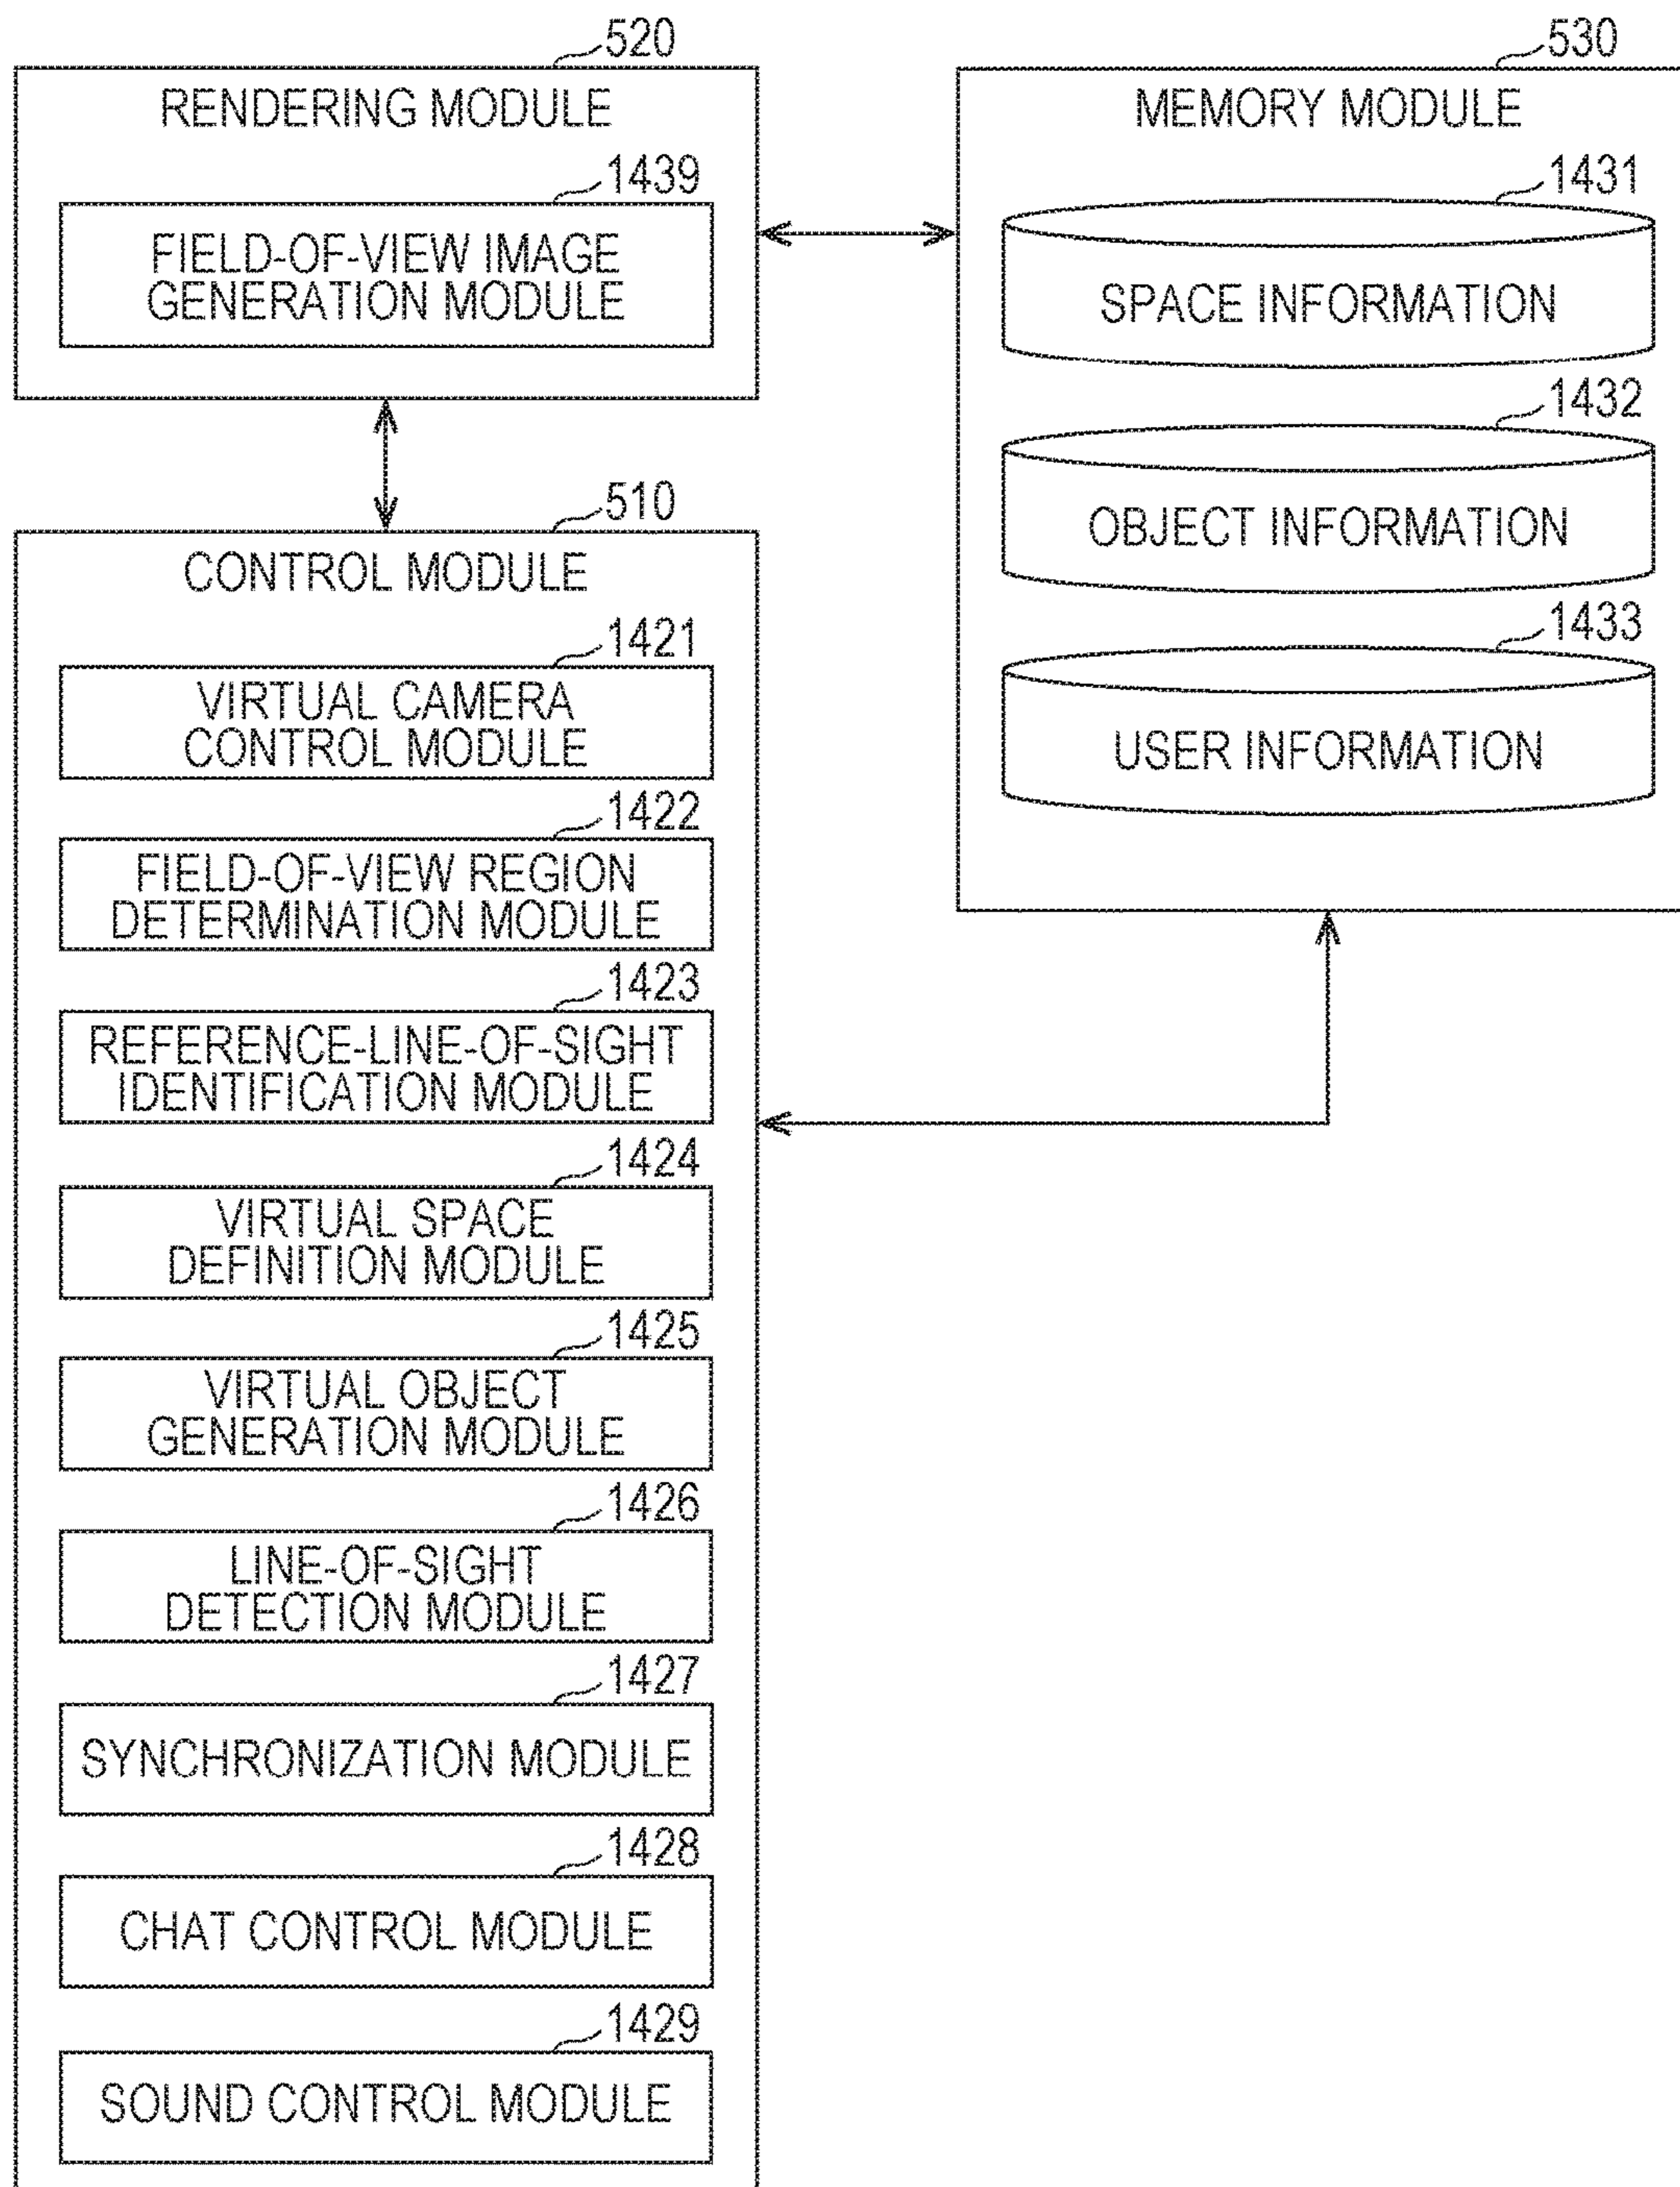 520
RENDERING MODULE
1439
FIELD-OF-VIEW IMAGE
GENERATION MODULE
530
MEMORY MODULE
1431
SPACE INFORMATION
1432
OBJECT INFORMATION
1433
USER INFORMATION
510
CONTROL MODULE
1421
VIRTUAL CAMERA
CONTROL MODULE
1422
FIELD-OF-VIEW REGION
DETERMINATION MODULE
1423
REFERENCE-LINE-OF-SIGHT
IDENTIFICATION MODULE
1424
VIRTUAL SPACE
DEFINITION MODULE
1425
VIRTUAL OBJECT
GENERATION MODULE
1426
LINE-OF-SIGHT
DETECTION MODULE
1427
SYNCHRONIZATION MODULE
1428
CHAT CONTROL MODULE
1429
SOUND CONTROL MODULE